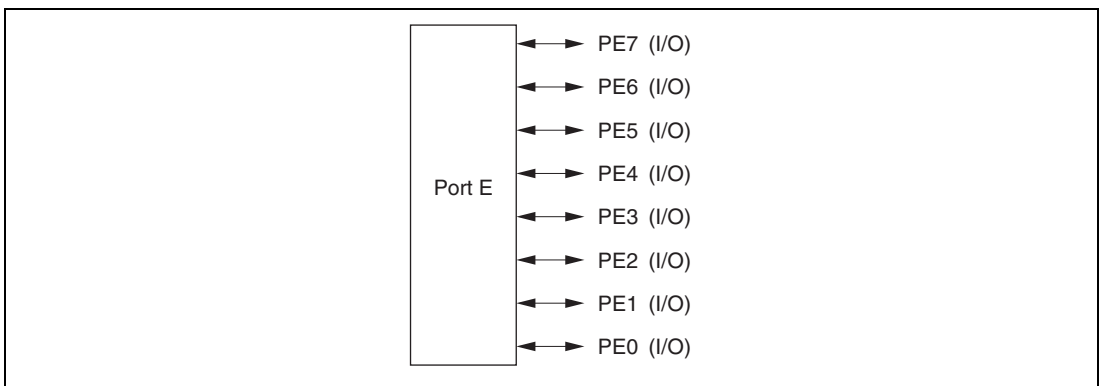 Port E
PE7 (I/O)
PE6 (I/O)
PE5 (I/O)
PE4 (I/O)
PE3 (I/O)
PE2 (I/O)
PE1 (I/O)
PE0 (I/O)